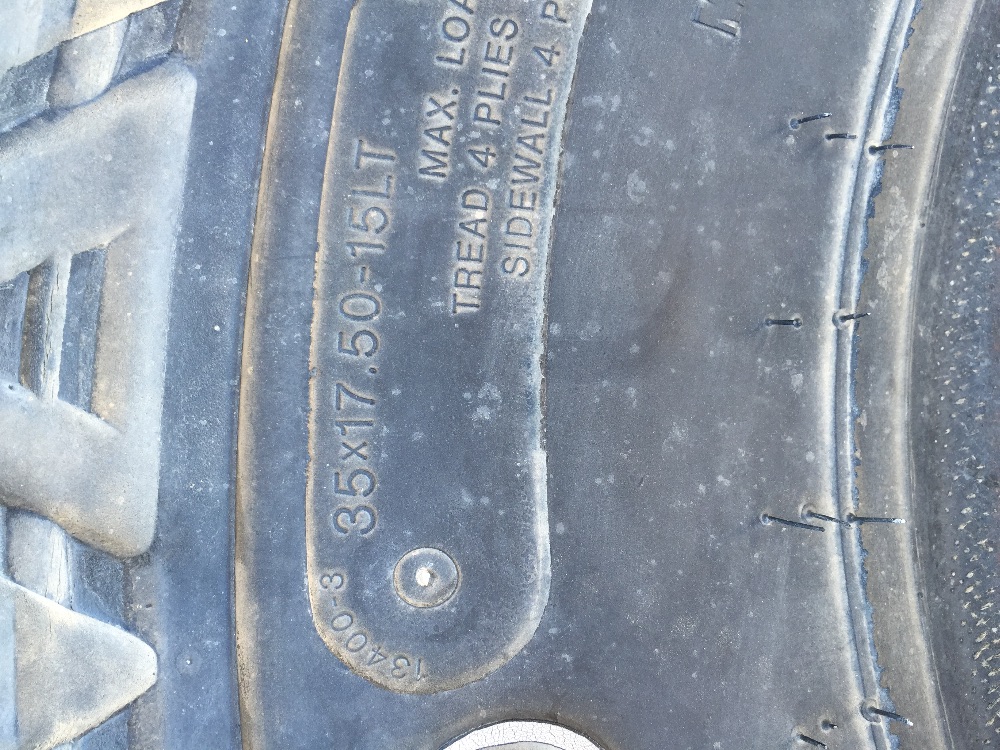 35x17.50-15LT
MAX. LOA
TREAD 4 PLIES
SIDEWALL 4 P
13400-3